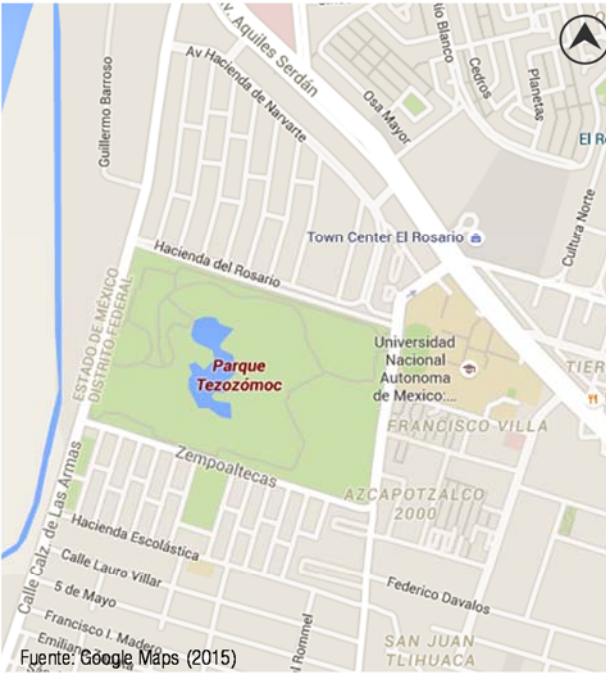 Av. Aquiles Serdán
Av Hacienda de Narvarte
Guillermo Barroso
Osa Mayor
Río Blanco
Cedros
Planetas
El R
Cultura Norte
Town Center El Rosario
Hacienda del Rosario
ESTADO DE MÉXICO
DISTRITO FEDERAL
Parque
Tezozómoc
Universidad
Nacional
Autonoma
de Mexico:...
TIER
FRANCISCO VILLA
Zempoaltecas
AZCAPOTZALCO
2000
Calle Calz. de Las Armas
Hacienda Escolástica
Calle Lauro Villar
5 de Mayo
Federico Davalos
Francisco I. Madero
Emiliano
Rommel
SAN JUAN
TLIHUACA
Fuente: Google Maps (2015)